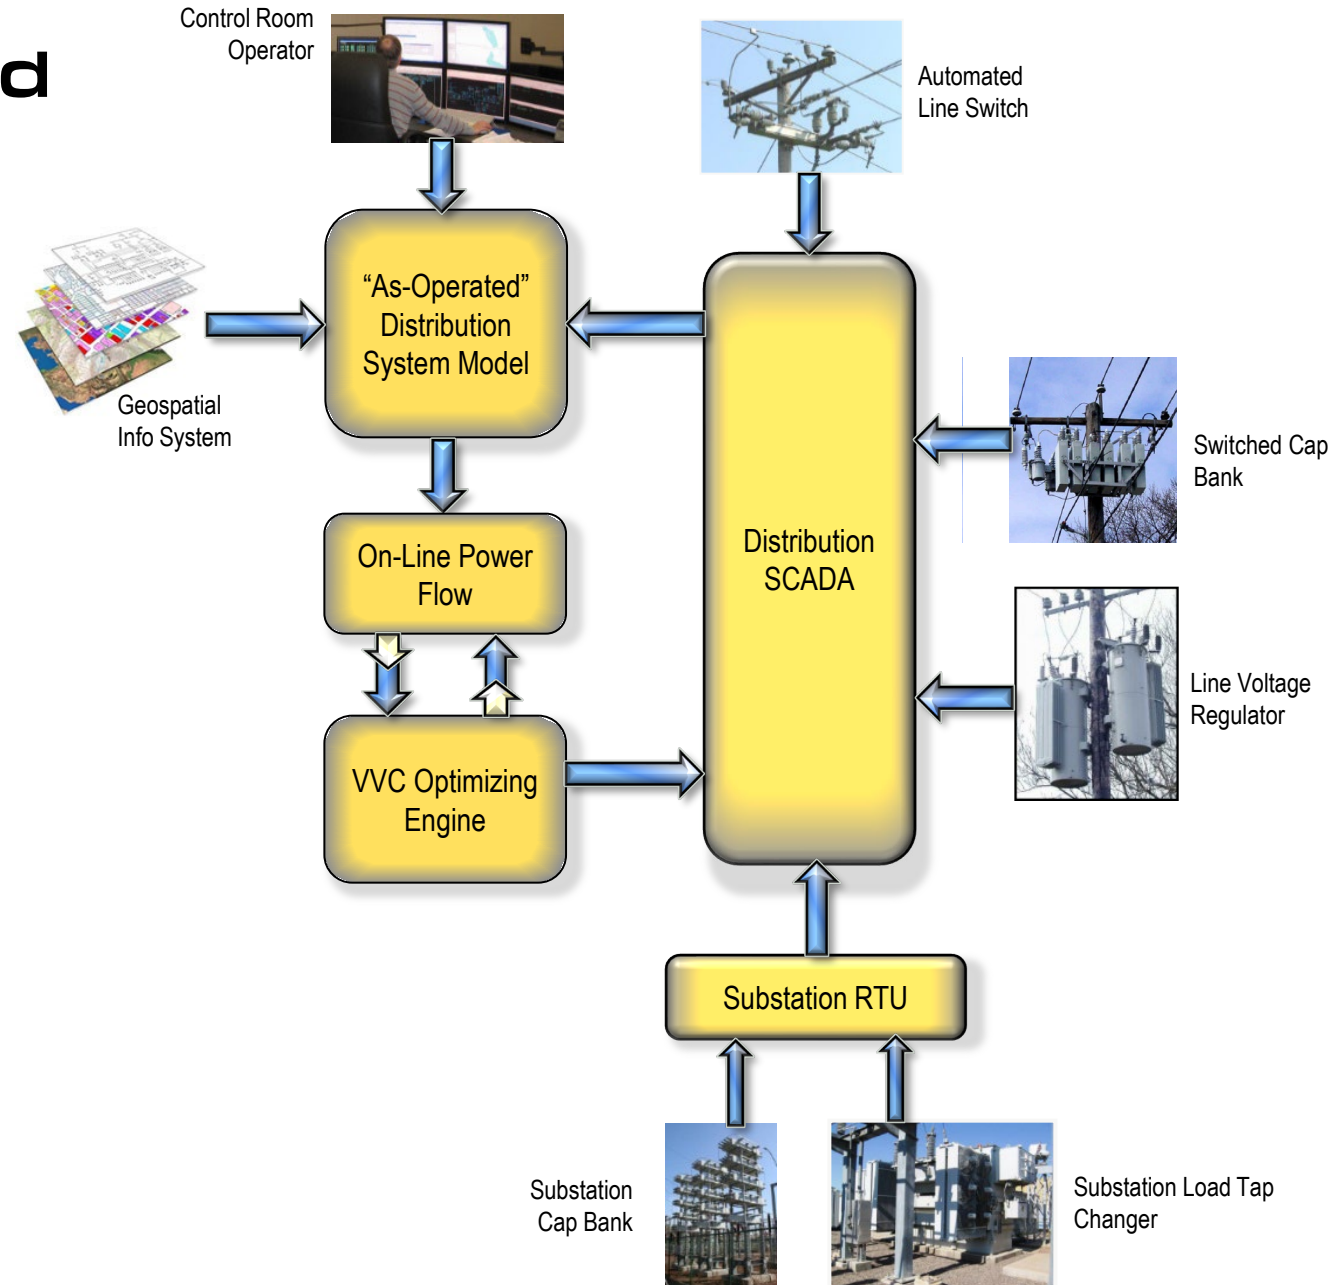 Control Room
Operator
d
Automated
Line Switch
“As-Operated”
Distribution
System Model
Geospatial
Info System
Switched Cap
Bank
On-Line Power
Flow
Distribution
SCADA
Line Voltage
Regulator
VVC Optimizing
Engine
Substation RTU
Substation
Cap Bank
Substation Load Tap
Changer